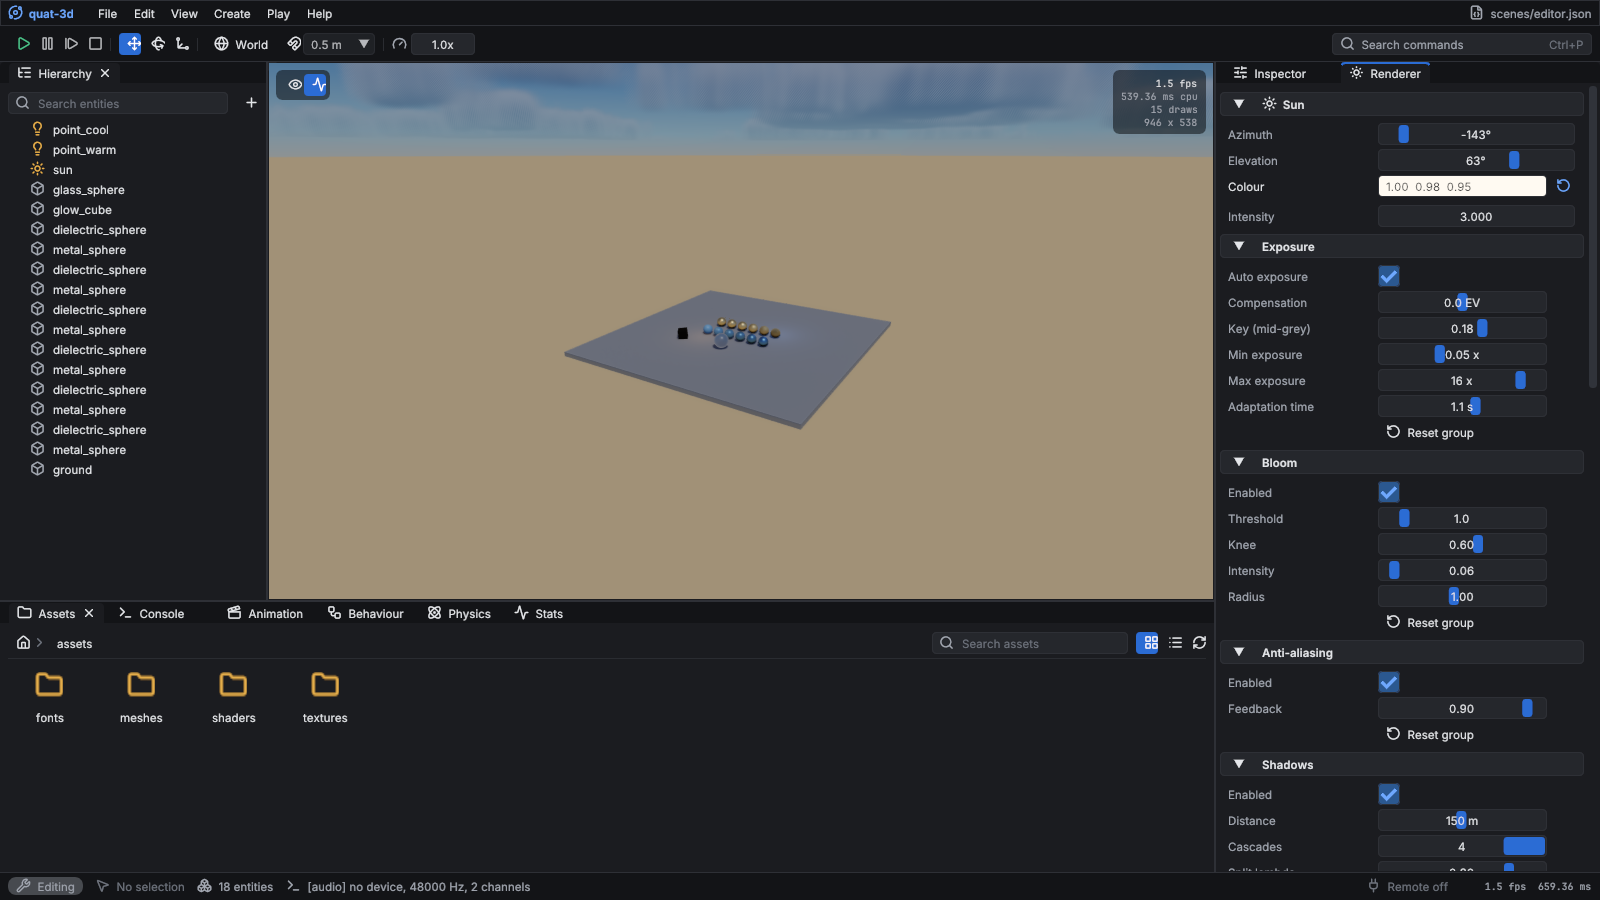 quat-3d File Edit View Create Play Help scenes/editor.json
World 0.5 m 1.0x Search commands Ctrl+P
Hierarchy
Search entities
point_cool
point_warm
sun
glass_sphere
glow_cube
dielectric_sphere
metal_sphere
dielectric_sphere
metal_sphere
dielectric_sphere
metal_sphere
dielectric_sphere
metal_sphere
dielectric_sphere
metal_sphere
dielectric_sphere
metal_sphere
ground
1.5 fps
539.36 ms cpu
15 draws
946 x 538
Inspector Renderer
Sun
Azimuth -143°
Elevation 63°
Colour 1.00 0.98 0.95
Intensity 3.000
Exposure
Auto exposure
Compensation 0.0 EV
Key (mid-grey) 0.18
Min exposure 0.05 x
Max exposure 16 x
Adaptation time 1.1 s
Reset group
Bloom
Enabled
Threshold 1.0
Knee 0.60
Intensity 0.06
Radius 1.00
Reset group
Anti-aliasing
Enabled
Feedback 0.90
Reset group
Shadows
Enabled
Distance 150 m
Cascades 4
Assets Console Animation Behaviour Physics Stats
assets Search assets
fonts meshes shaders textures
Editing No selection 18 entities [audio] no device, 48000 Hz, 2 channels Remote off 1.5 fps 659.36 ms